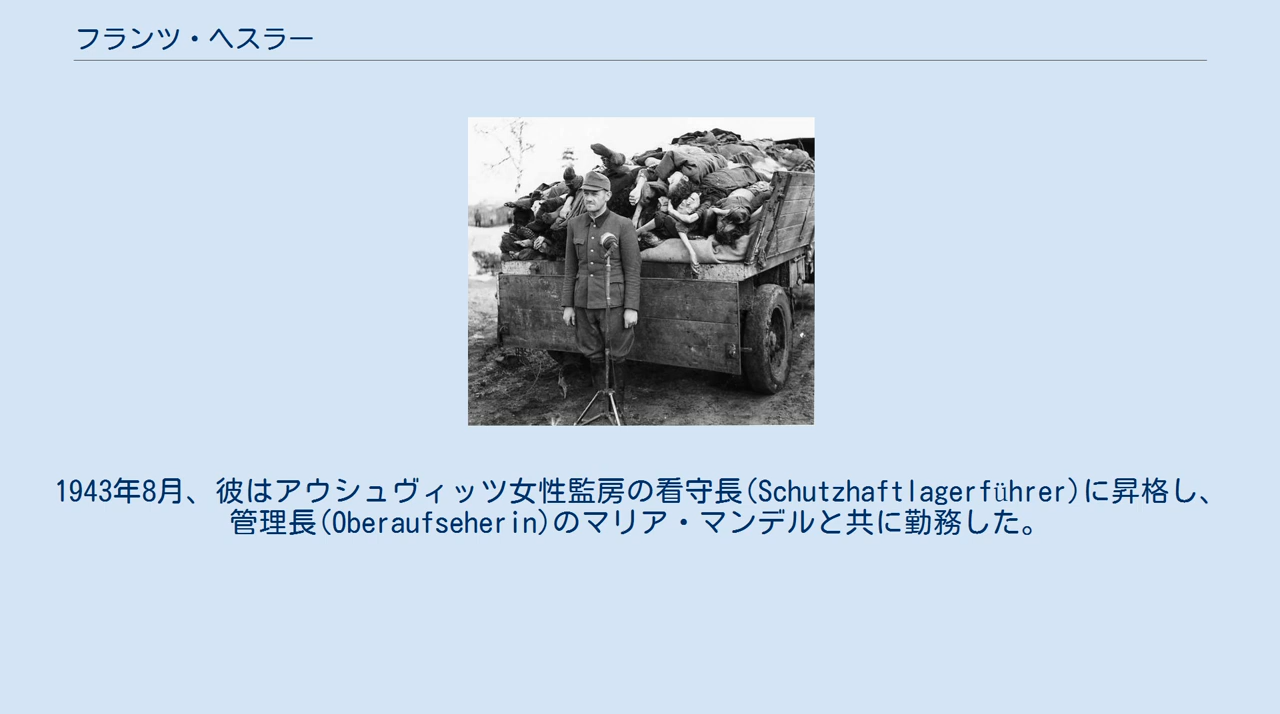 フランツ・ヘスラー
1943年8月、彼はアウシュヴィッツ女性監房の看守長(Schutzhaftlagerführer)に昇格し、
管理長(Oberaufseherin)のマリア・マンデルと共に勤務した。